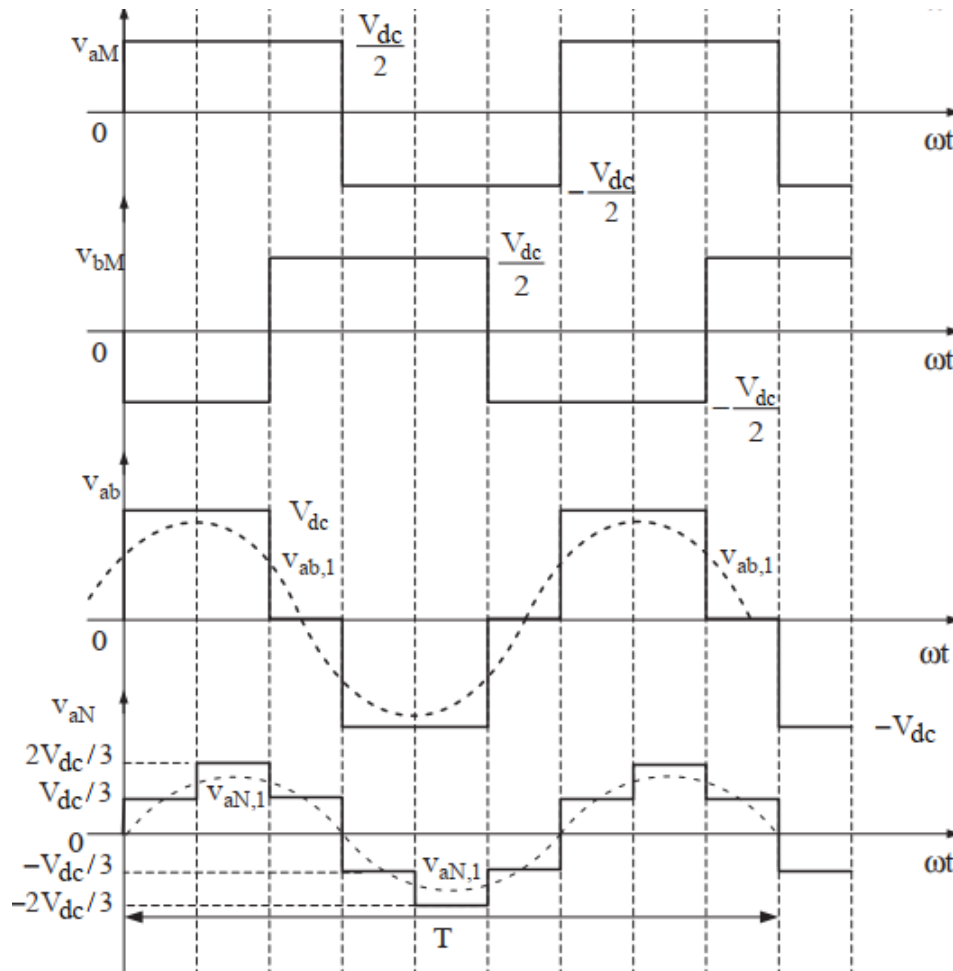 v_aM
V_dc/2
0
ωt
-V_dc/2
v_bM
V_dc/2
0
ωt
-V_dc/2
v_ab
V_dc
v_ab,1
v_ab,1
0
ωt
v_aN
-V_dc
2V_dc/3
V_dc/3
v_aN,1
0
ωt
-V_dc/3
v_aN,1
-2V_dc/3
T